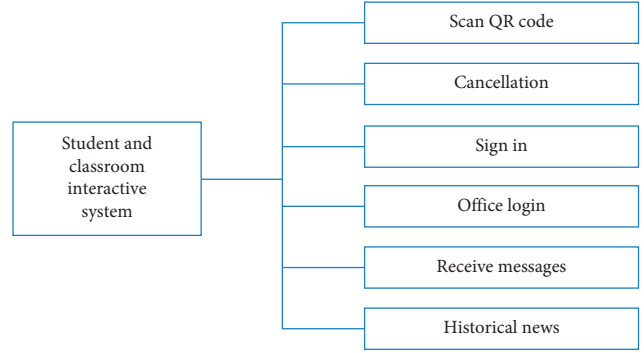 Student and
classroom
interactive
system
Scan QR code
Cancellation
Sign in
Office login
Receive messages
Historical news